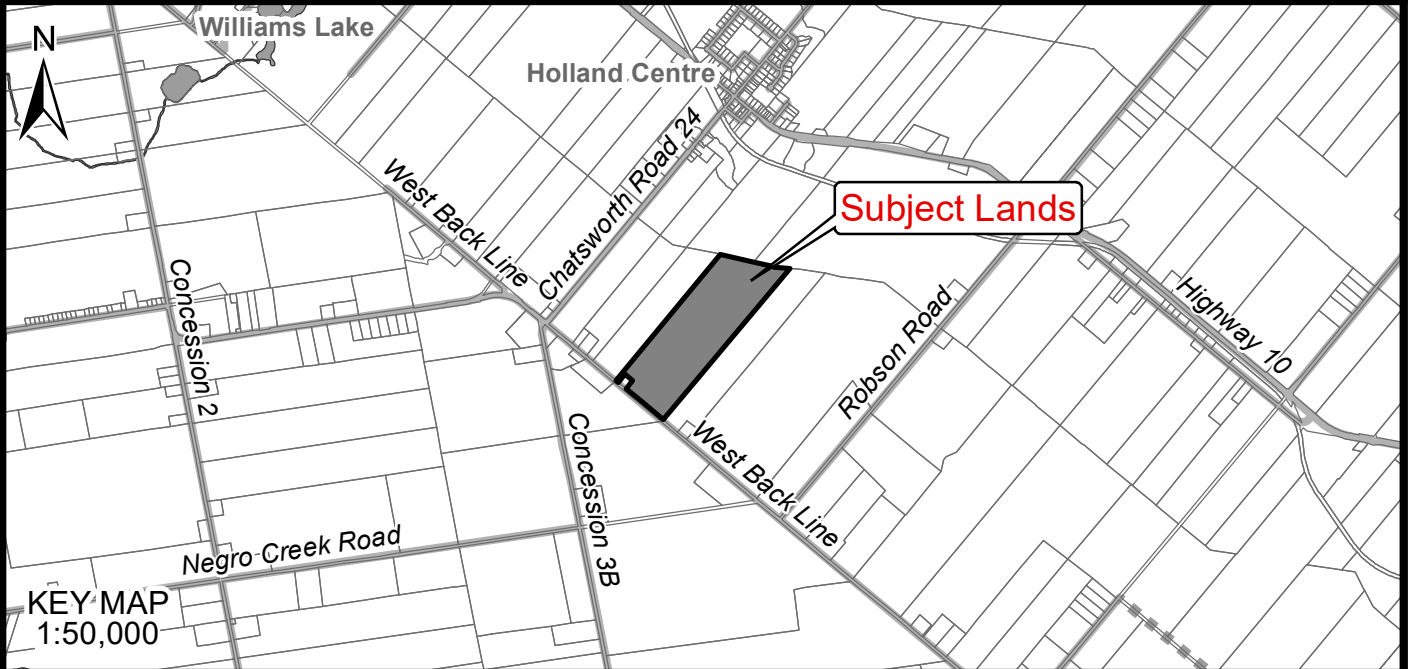 Williams Lake
N
Holland Centre
Chatsworth Road 24
West Back Line
Subject Lands
Concession 2
Highway 10
Robson Road
Concession 3B
West Back Line
Negro Creek Road
KEY MAP
1:50,000